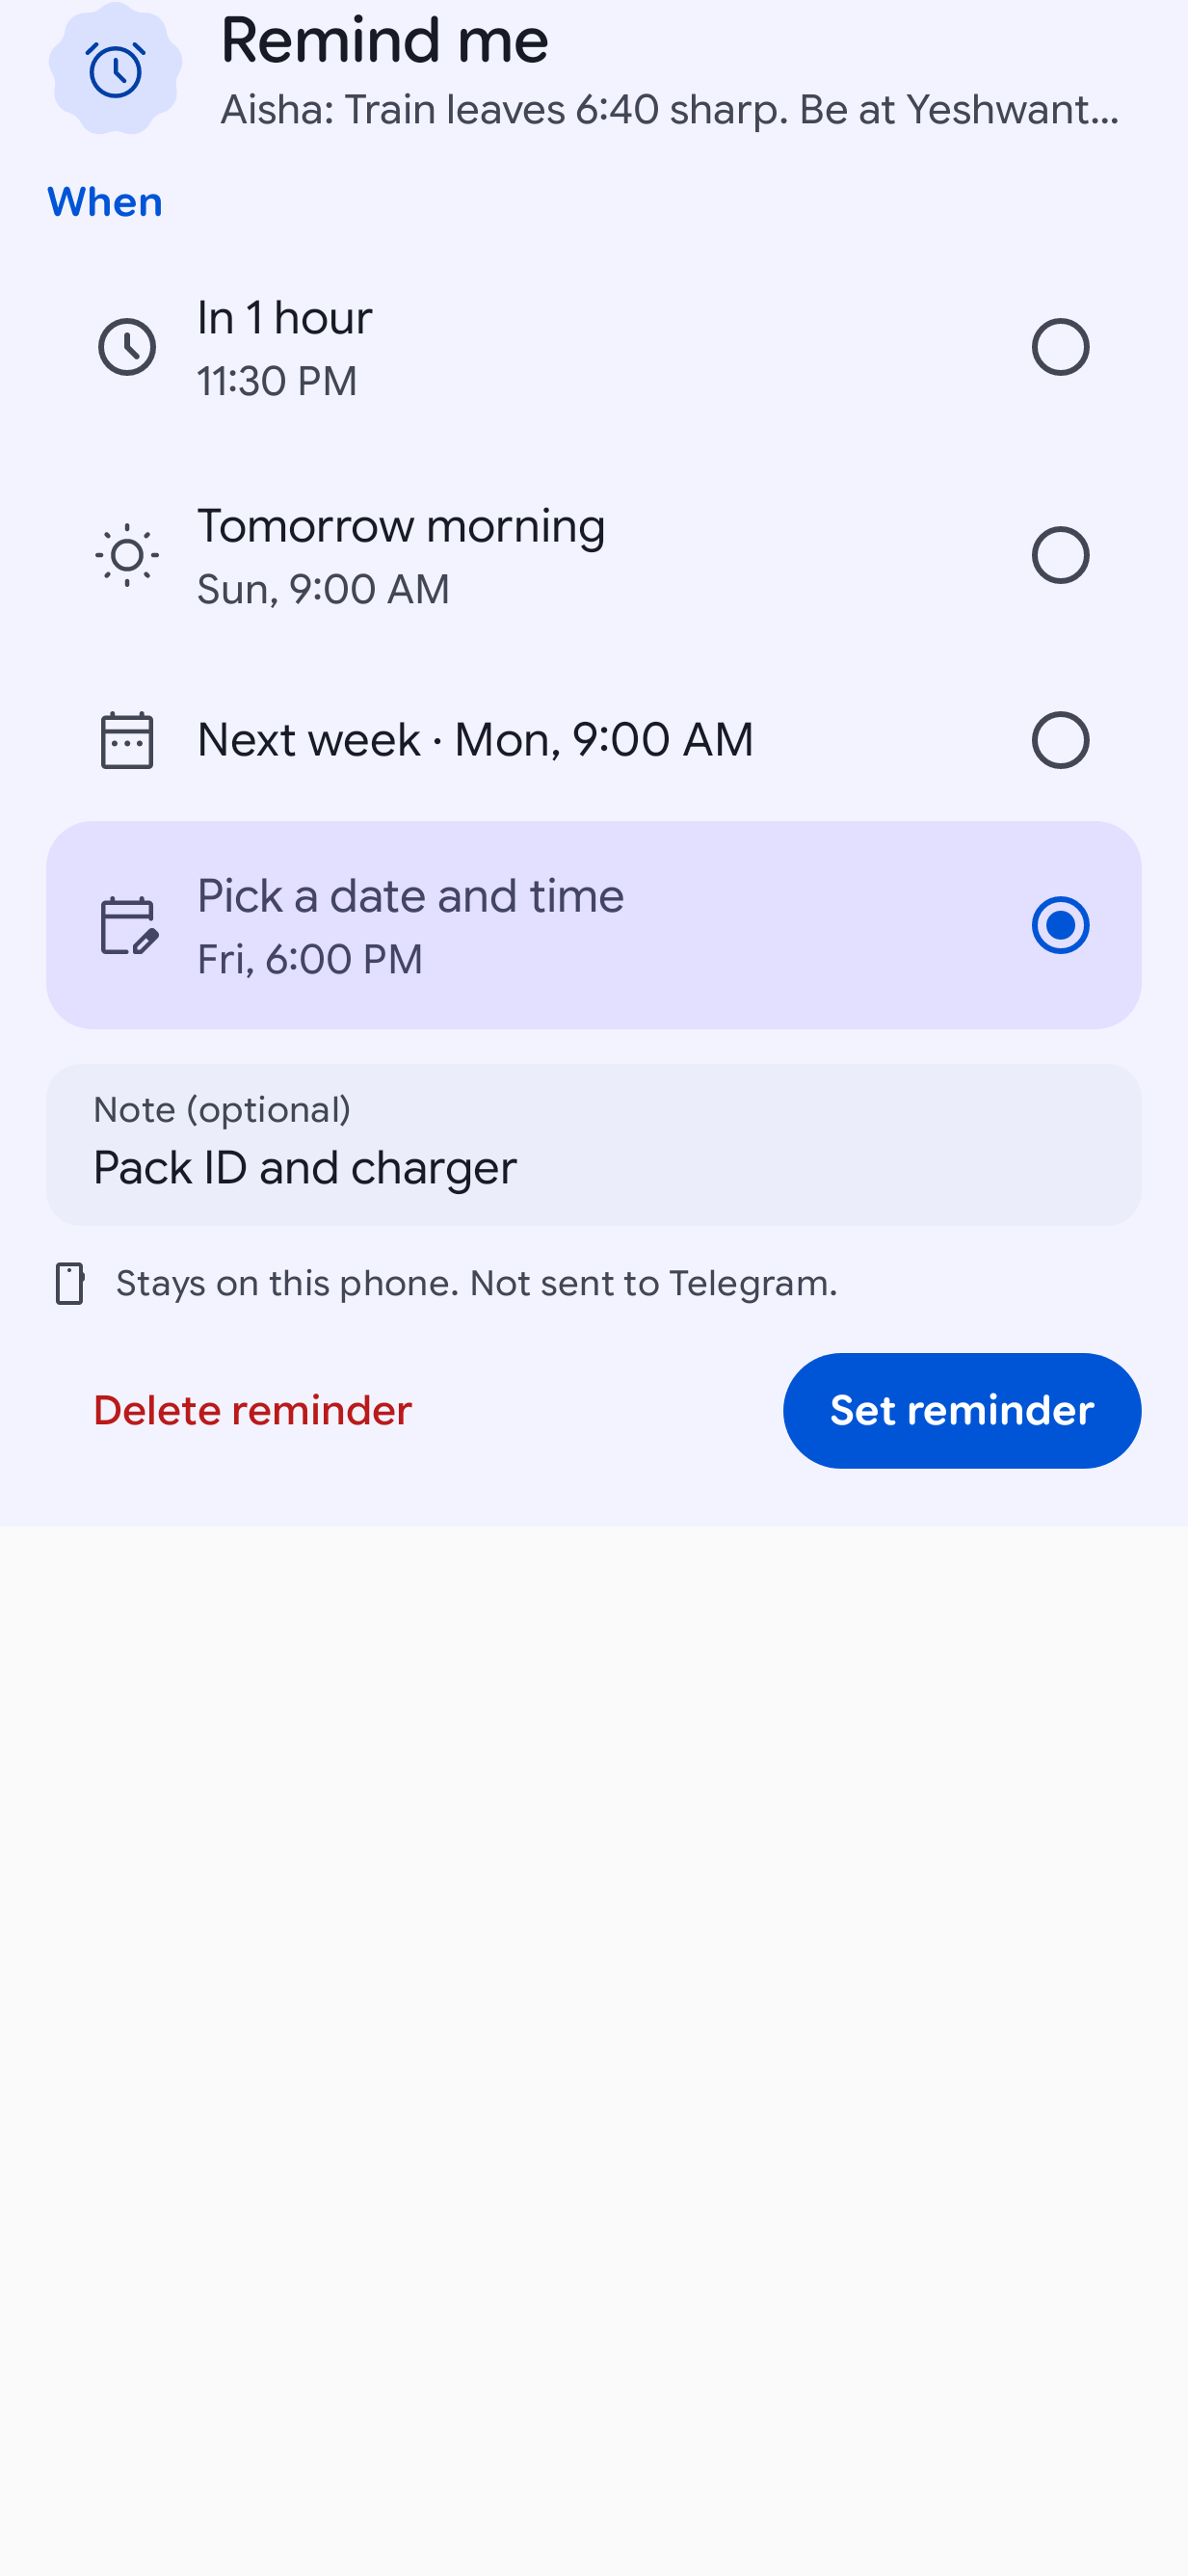 Remind me
Aisha: Train leaves 6:40 sharp. Be at Yeshwant...
When
In 1 hour
11:30 PM
Tomorrow morning
Sun, 9:00 AM
Next week · Mon, 9:00 AM
Pick a date and time
Fri, 6:00 PM
Note (optional)
Pack ID and charger
Stays on this phone. Not sent to Telegram.
Delete reminder
Set reminder